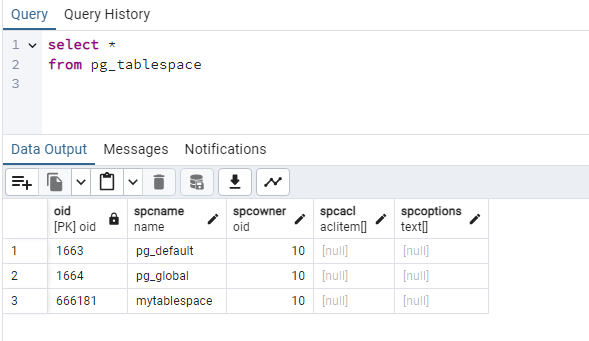 Query Query History
1 select *
2 from pg_tablespace
3
Data Output Messages Notifications
oid spcname spcowner spcacl spcoptions
[PK] oid name oid aclitem[] text[]
1 1663 pg_default 10 [null] [null]
2 1664 pg_global 10 [null] [null]
3 666181 mytablespace 10 [null] [null]